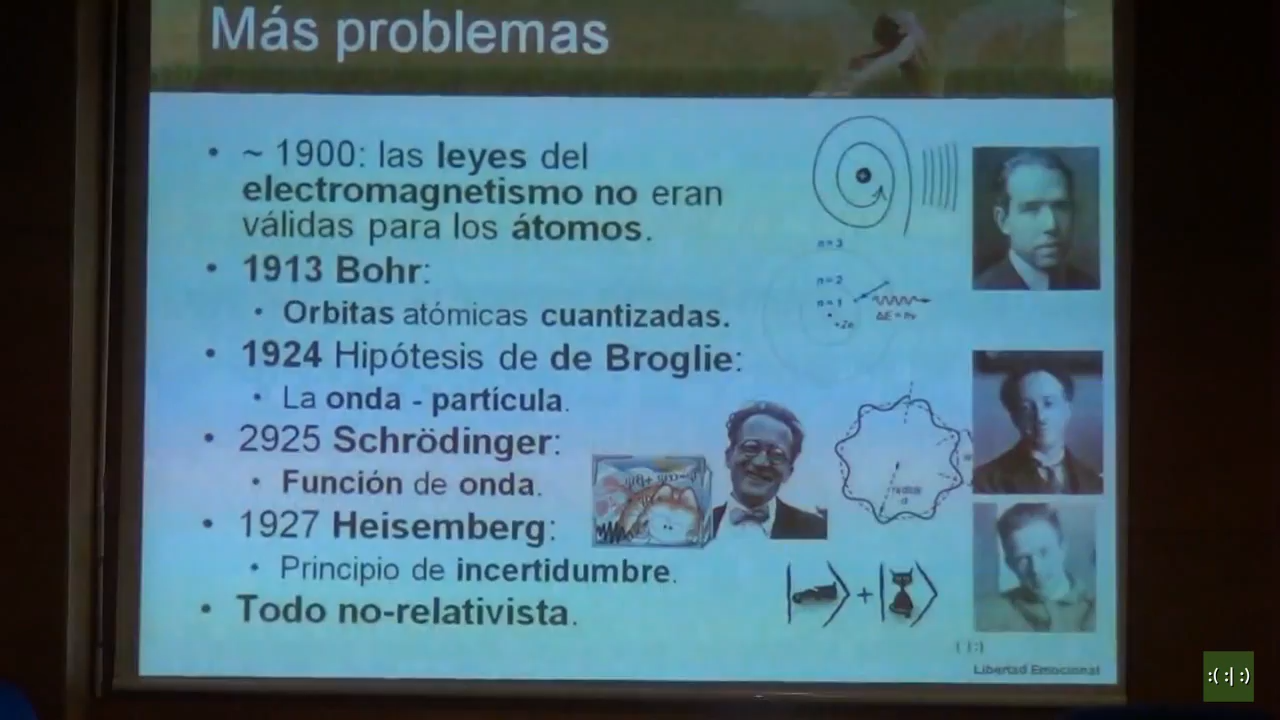 Más problemas
• ~ 1900: las leyes del
electromagnetismo no eran
válidas para los átomos.
• 1913 Bohr:
• Orbitas atómicas cuantizadas.
• 1924 Hipótesis de de Broglie:
• La onda - partícula.
• 2925 Schrödinger:
• Función de onda.
• 1927 Heisemberg:
• Principio de incertidumbre.
• Todo no-relativista.
n = 3
n = 2
n = 1
+Ze
ΔE = hν
radius
+
Libertad Emocional
:( :| :)